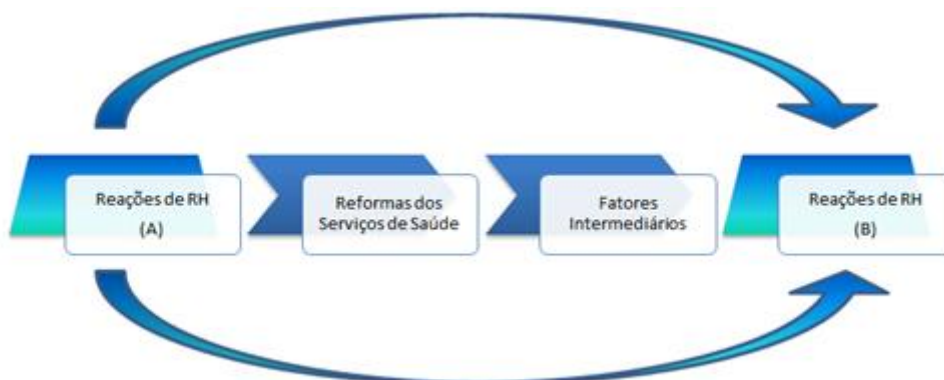 Reações de RH
(A)
Reformas dos
Serviços de Saúde
Fatores
Intermediários
Reações de RH
(B)